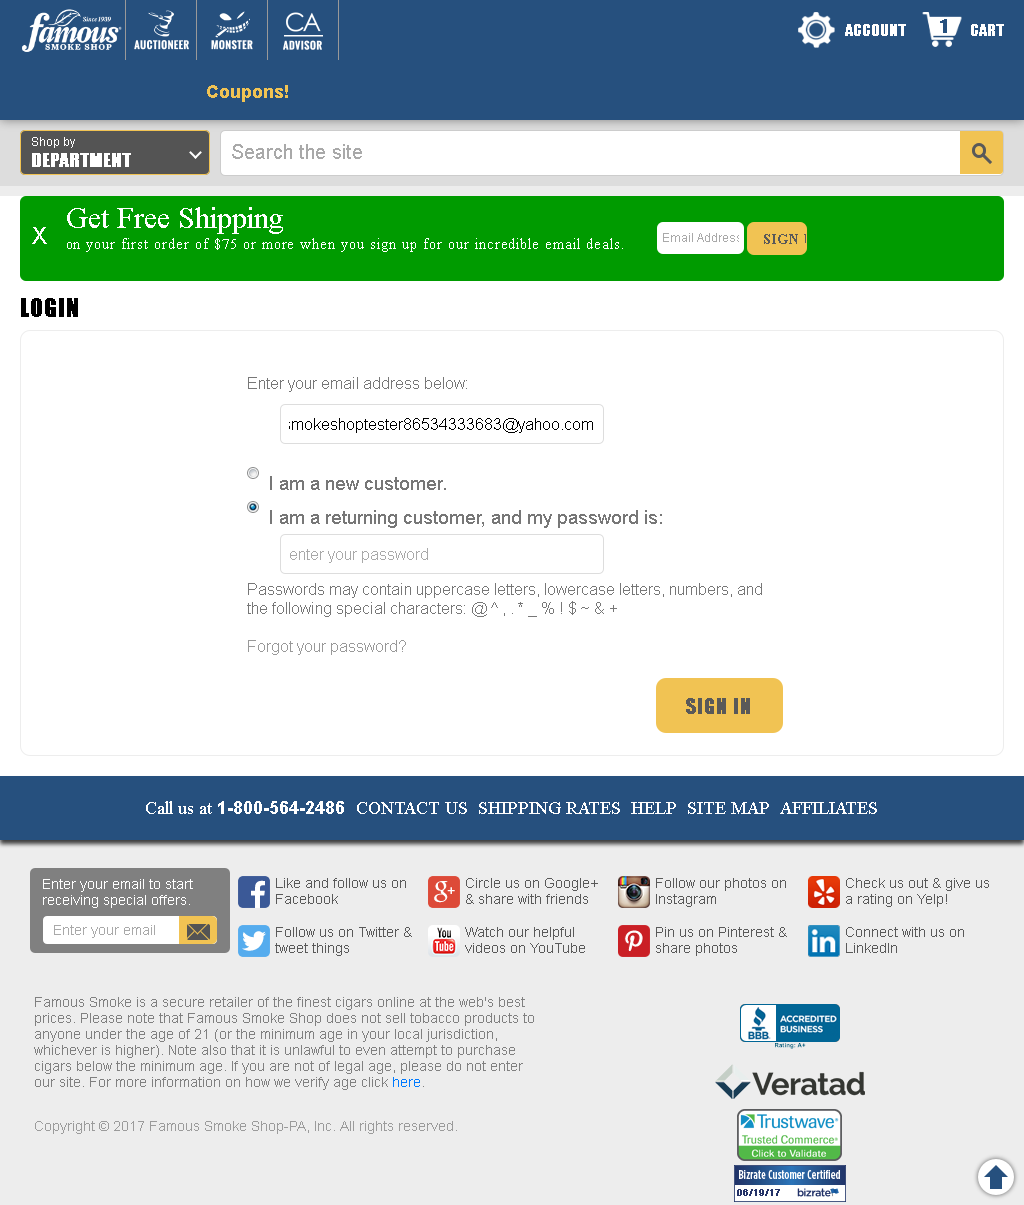 Since 1939
famous
SMOKE SHOP
AUCTIONEER
MONSTER
CA
ADVISOR
ACCOUNT
1
CART
Coupons!
Shop by
DEPARTMENT
Search the site
X
Get Free Shipping
on your first order of $75 or more when you sign up for our incredible email deals.
Email Address
SIGN
LOGIN
Enter your email address below:
smokeshoptester86534333683@yahoo.com
I am a new customer.
I am a returning customer, and my password is:
enter your password
Passwords may contain uppercase letters, lowercase letters, numbers, and
the following special characters: @ ^ , . * _ % ! $ ~ & +
Forgot your password?
SIGN IN
Call us at 1-800-564-2486 CONTACT US SHIPPING RATES HELP SITE MAP AFFILIATES
Enter your email to start
receiving special offers.
Enter your email
Like and follow us on
Facebook
Circle us on Google+
& share with friends
Follow our photos on
Instagram
Check us out & give us
a rating on Yelp!
Follow us on Twitter &
tweet things
You
Tube
Watch our helpful
videos on YouTube
Pin us on Pinterest &
share photos
in
Connect with us on
LinkedIn
Famous Smoke is a secure retailer of the finest cigars online at the web's best
prices. Please note that Famous Smoke Shop does not sell tobacco products to
anyone under the age of 21 (or the minimum age in your local jurisdiction,
whichever is higher). Note also that it is unlawful to even attempt to purchase
cigars below the minimum age. If you are not of legal age, please do not enter
our site. For more information on how we verify age click here.
Copyright © 2017 Famous Smoke Shop-PA, Inc. All rights reserved.
BBB
ACCREDITED
BUSINESS
Rating: A+
Veratad
Trustwave®
Trusted Commerce®
Click to Validate
Bizrate Customer Certified
06/19/17 bizrate